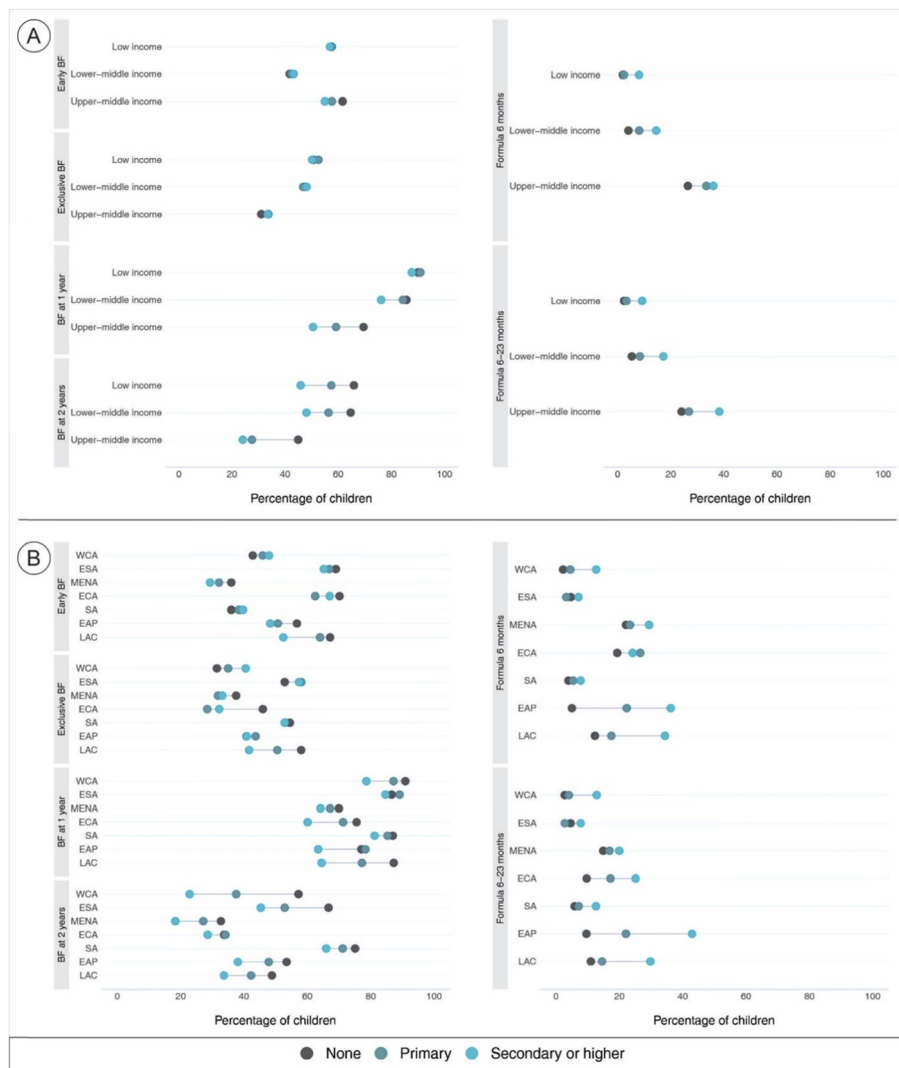 A
Early BF
Low income
Lower-middle income
Upper-middle income
Exclusive BF
Low income
Lower-middle income
Upper-middle income
BF at 1 year
Low income
Lower-middle income
Upper-middle income
BF at 2 years
Low income
Lower-middle income
Upper-middle income
0 20 40 60 80 100
Percentage of children
Formula 6 months
Low income
Lower-middle income
Upper-middle income
Formula 6-23 months
Low income
Lower-middle income
Upper-middle income
0 20 40 60 80 100
Percentage of children
B
Early BF
WCA
ESA
MENA
ECA
SA
EAP
LAC
Exclusive BF
WCA
ESA
MENA
ECA
SA
EAP
LAC
BF at 1 year
WCA
ESA
MENA
ECA
SA
EAP
LAC
BF at 2 years
WCA
ESA
MENA
ECA
SA
EAP
LAC
0 20 40 60 80 100
Percentage of children
Formula 6 months
WCA
ESA
MENA
ECA
SA
EAP
LAC
Formula 6-23 months
WCA
ESA
MENA
ECA
SA
EAP
LAC
0 20 40 60 80 100
Percentage of children
None Primary Secondary or higher